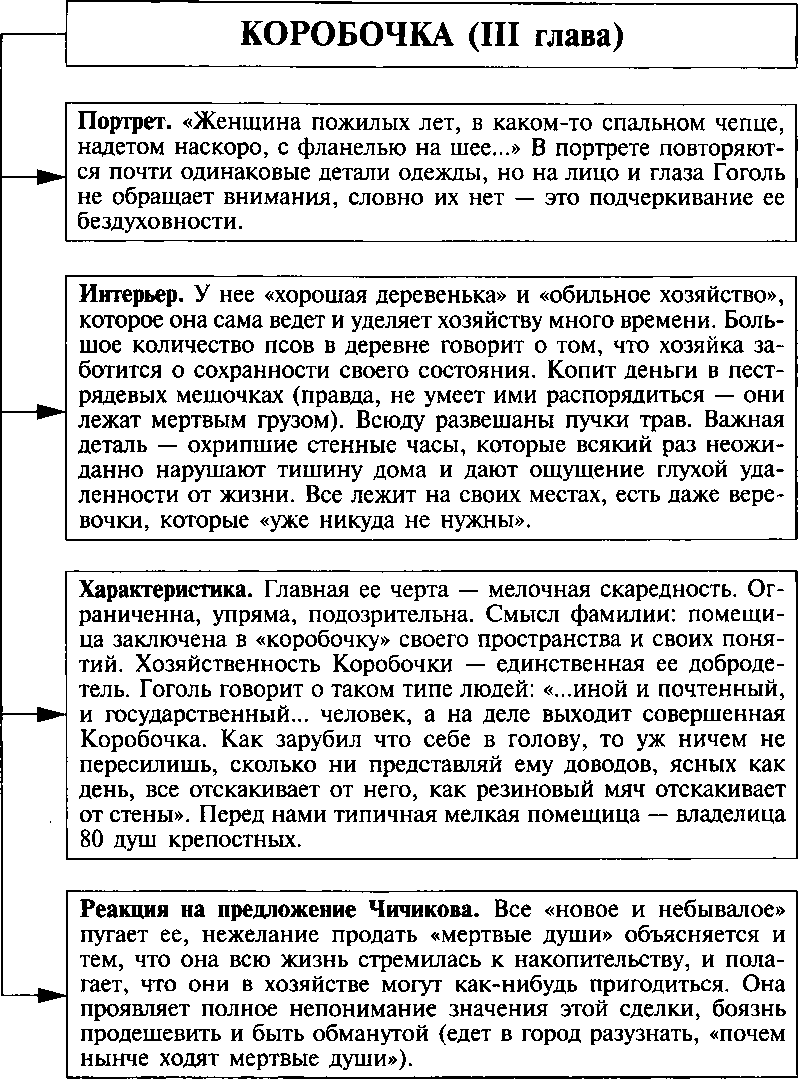 КОРОБОЧКА (III глава)
Портрет. «Женщина пожилых лет, в каком-то спальном чепце,
надетом наскоро, с фланелью на шее...» В портрете повторяют-
ся почти одинаковые детали одежды, но на лицо и глаза Гоголь
не обращает внимания, словно их нет — это подчеркивание ее
бездуховности.
Интерьер. У нее «хорошая деревенька» и «обильное хозяйство»,
которое она сама ведет и уделяет хозяйству много времени. Боль-
шое количество псов в деревне говорит о том, что хозяйка за-
ботится о сохранности своего состояния. Копит деньги в пест-
рядевых мешочках (правда, не умеет ими распорядиться — они
лежат мертвым грузом). Всюду развешаны пучки трав. Важная
деталь — охрипшие стенные часы, которые всякий раз неожи-
данно нарушают тишину дома и дают ощущение глухой уда-
ленности от жизни. Все лежит на своих местах, есть даже вере-
вочки, которые «уже никуда не нужны».
Характеристика. Главная ее черта — мелочная скаредность. Ог-
раниченна, упряма, подозрительна. Смысл фамилии: помещи-
ца заключена в «коробочку» своего пространства и своих поня-
тий. Хозяйственность Коробочки — единственная ее доброде-
тель. Гоголь говорит о таком типе людей: «...иной и почтенный,
и государственный... человек, а на деле выходит совершенная
Коробочка. Как зарубил что себе в голову, то уж ничем не
пересилишь, сколько ни представляй ему доводов, ясных как
день, все отскакивает от него, как резиновый мяч отскакивает
от стены». Перед нами типичная мелкая помещица — владелица
80 душ крепостных.
Реакция на предложение Чичикова. Все «новое и небывалое»
пугает ее, нежелание продать «мертвые души» объясняется и
тем, что она всю жизнь стремилась к накопительству, и пола-
гает, что они в хозяйстве могут как-нибудь пригодиться. Она
проявляет полное непонимание значения этой сделки, боязнь
продешевить и быть обманутой (едет в город разузнать, «почем
нынче ходят мертвые души»).